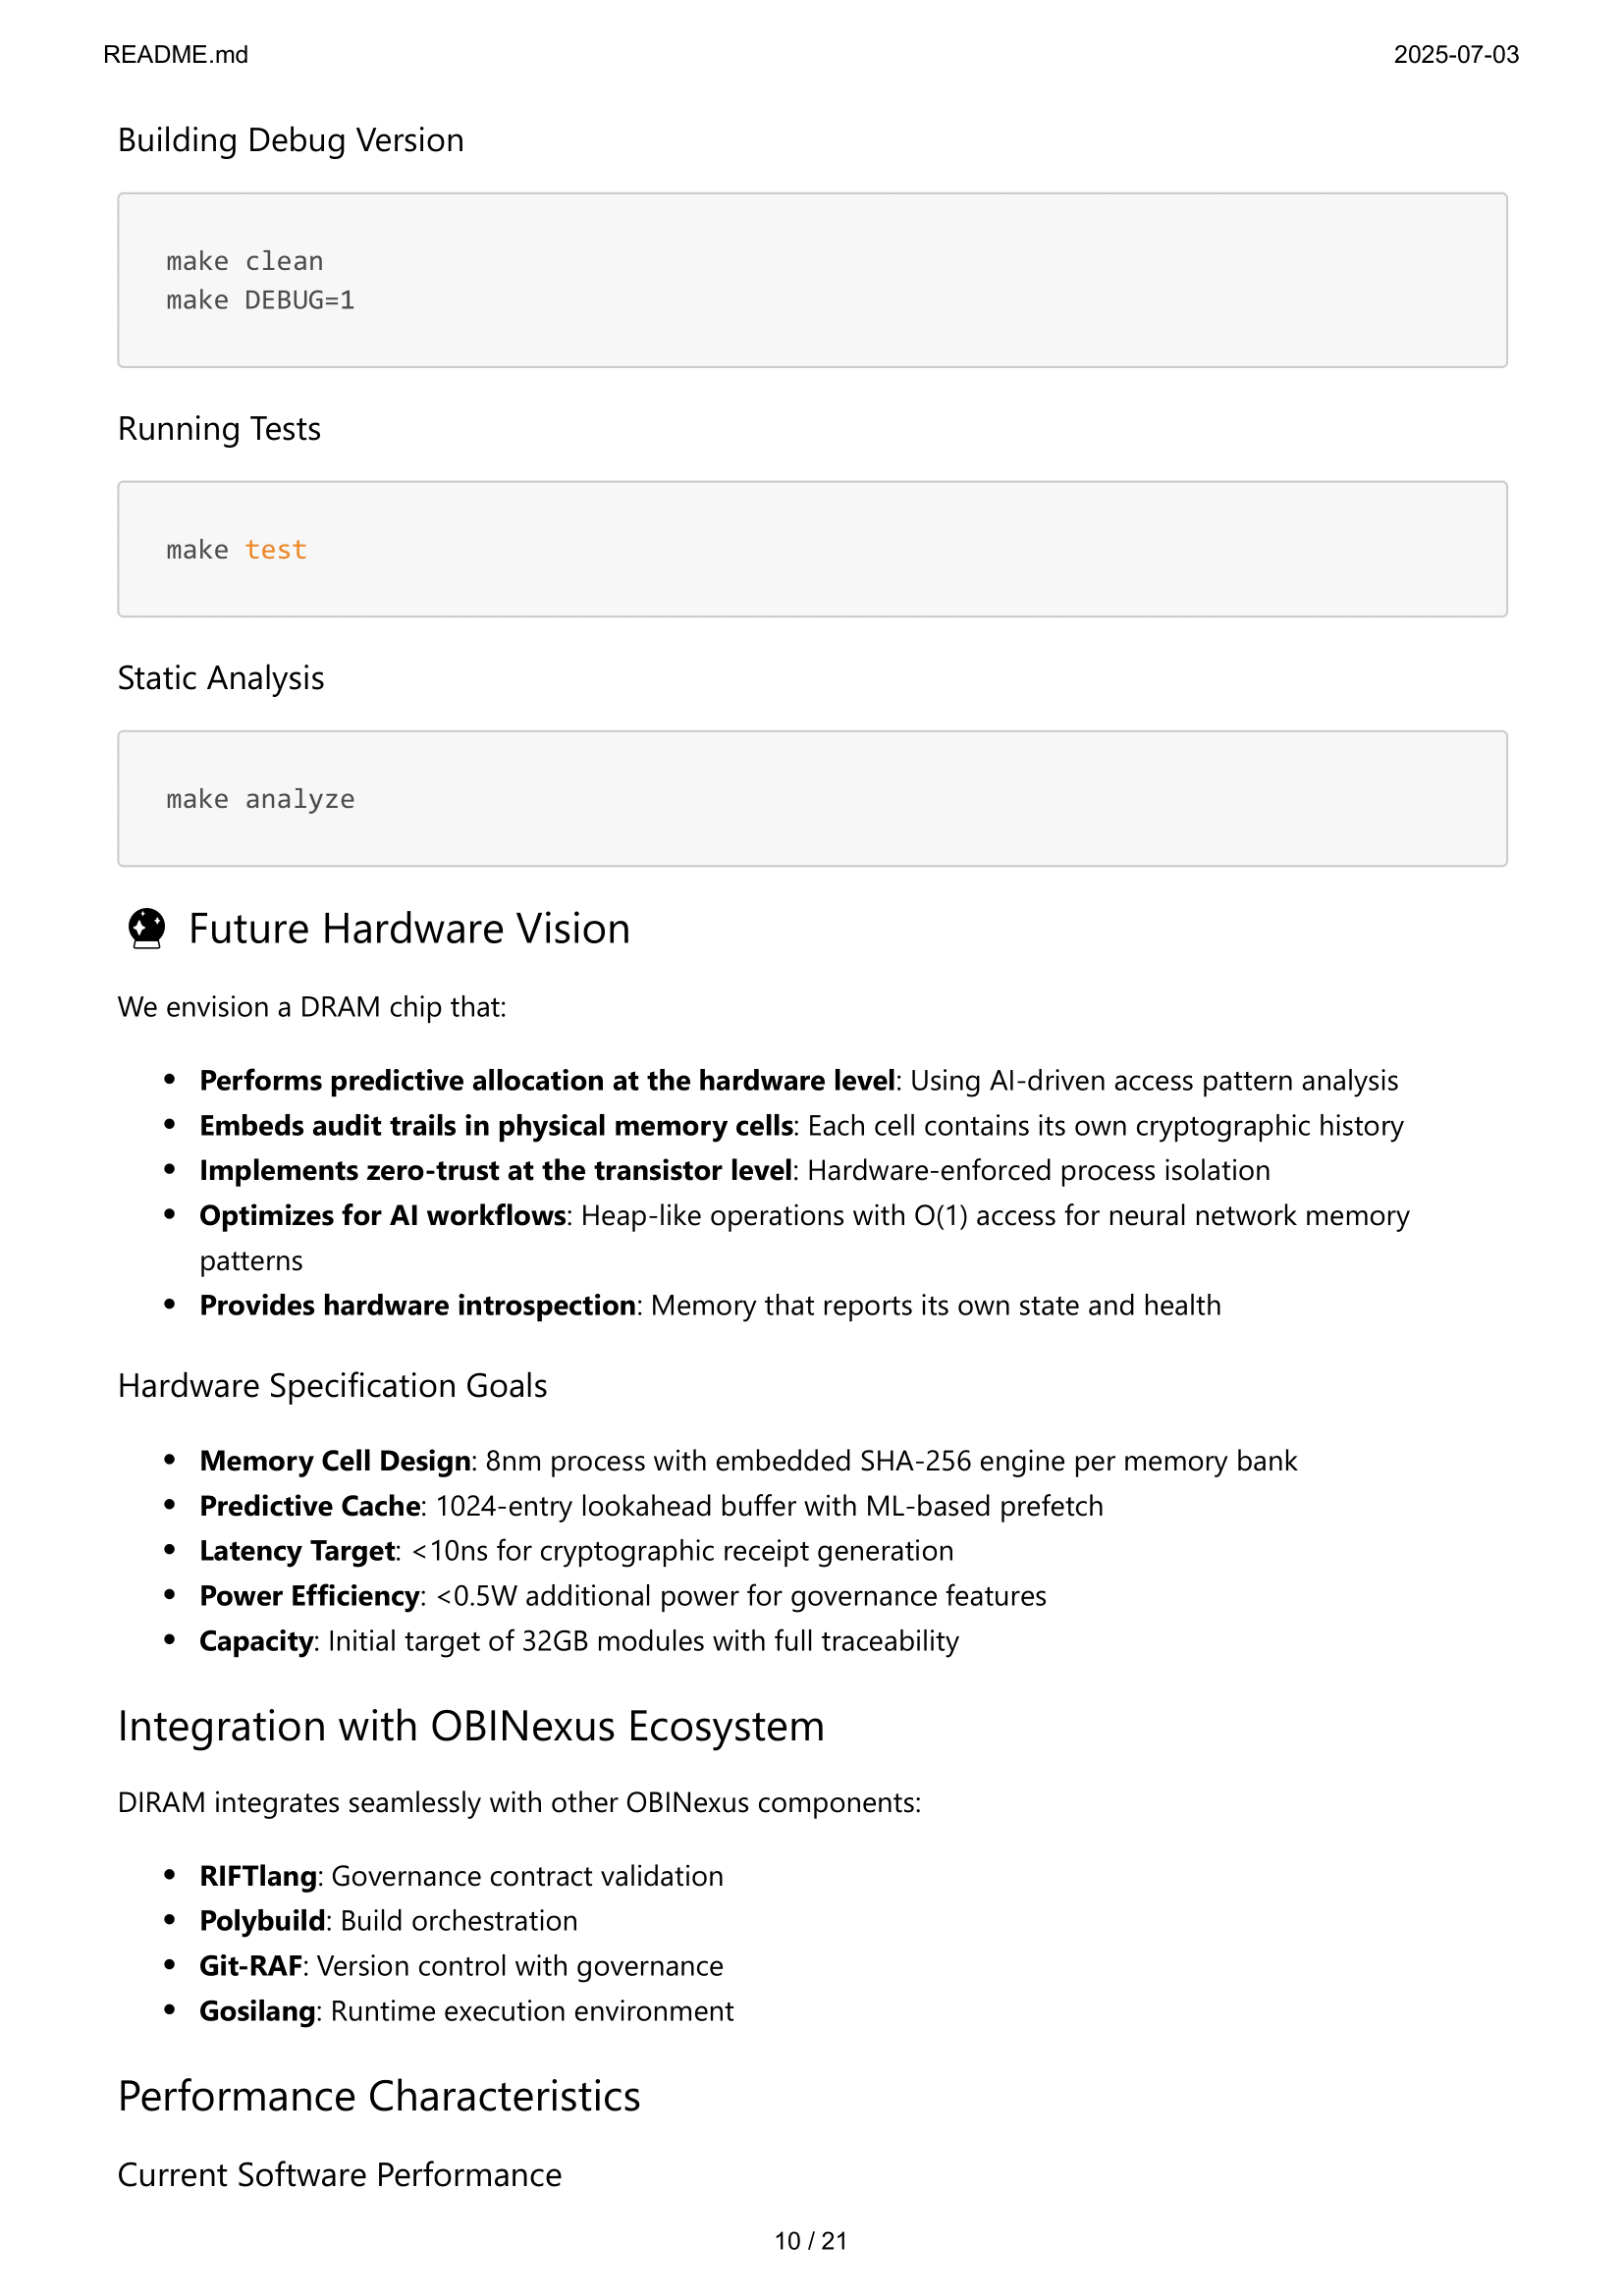 README.md
2025-07-03
Building Debug Version
make clean
make DEBUG=1
Running Tests
make test
Static Analysis
make analyze
🔮 Future Hardware Vision
We envision a DRAM chip that:
• Performs predictive allocation at the hardware level: Using AI-driven access pattern analysis
• Embeds audit trails in physical memory cells: Each cell contains its own cryptographic history
• Implements zero-trust at the transistor level: Hardware-enforced process isolation
• Optimizes for AI workflows: Heap-like operations with O(1) access for neural network memory
patterns
• Provides hardware introspection: Memory that reports its own state and health
Hardware Specification Goals
• Memory Cell Design: 8nm process with embedded SHA-256 engine per memory bank
• Predictive Cache: 1024-entry lookahead buffer with ML-based prefetch
• Latency Target: <10ns for cryptographic receipt generation
• Power Efficiency: <0.5W additional power for governance features
• Capacity: Initial target of 32GB modules with full traceability
Integration with OBINexus Ecosystem
DIRAM integrates seamlessly with other OBINexus components:
• RIFTlang: Governance contract validation
• Polybuild: Build orchestration
• Git-RAF: Version control with governance
• Gosilang: Runtime execution environment
Performance Characteristics
Current Software Performance
10 / 21